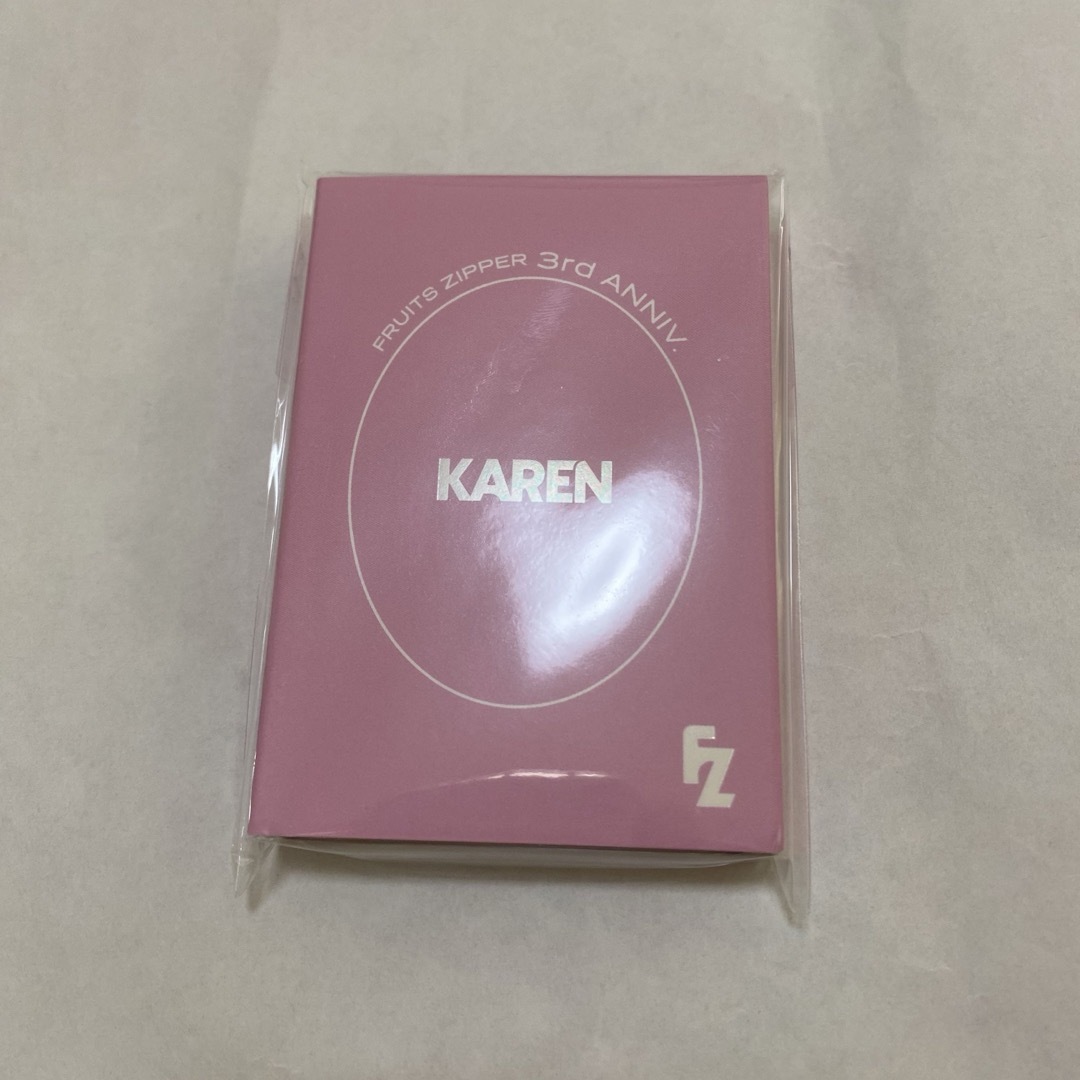 FRUITS ZIPPER 3rd ANNIV.
KAREN
FZ